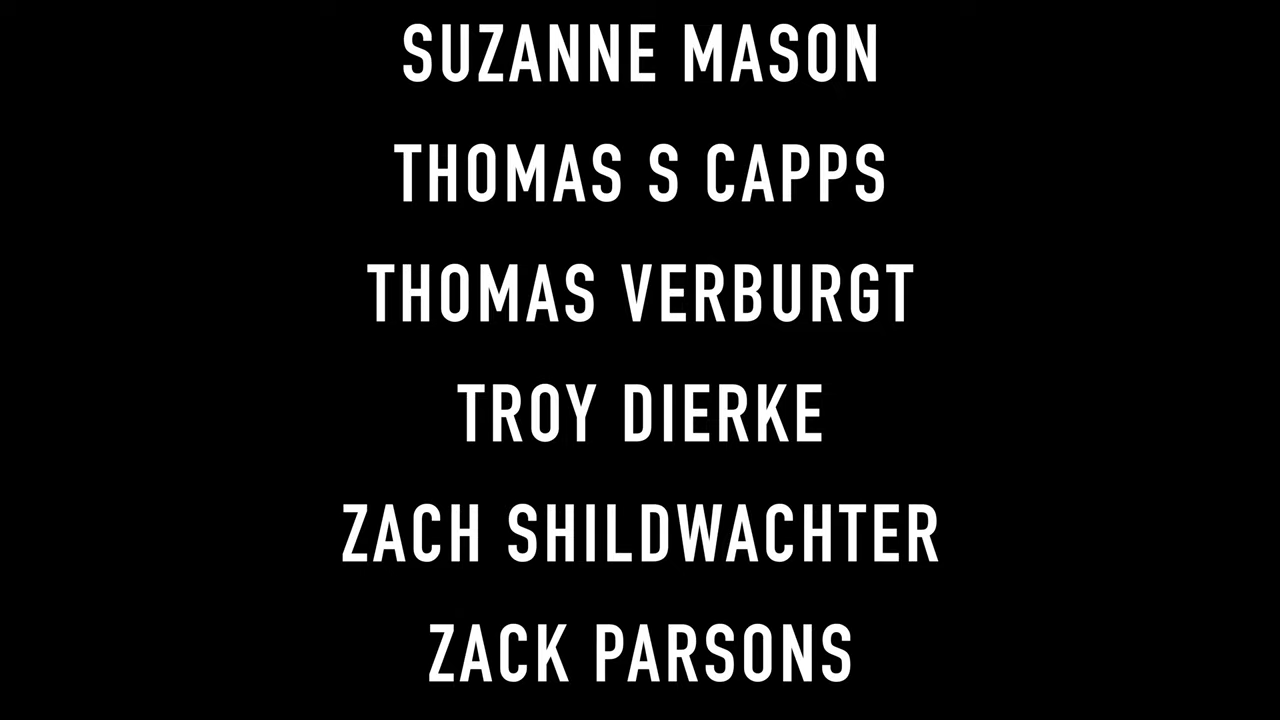 SUZANNE MASON
THOMAS S CAPPS
THOMAS VERBURGT
TROY DIERKE
ZACH SHILDWACHTER
ZACK PARSONS